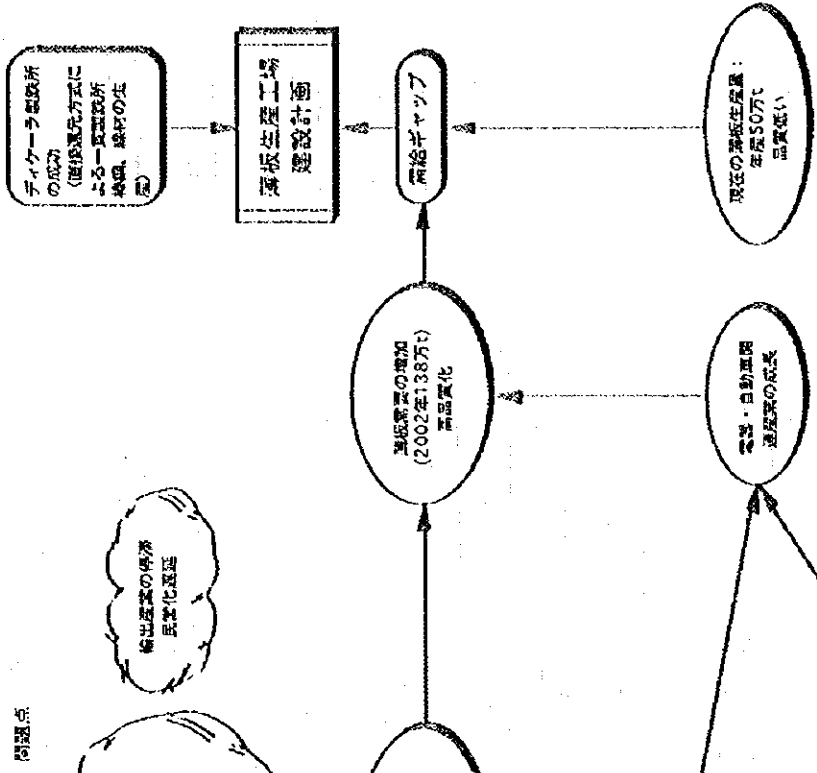 問題点
輸出産業の停滞
民営化遅延
薄板需要の増加
(2002年138万t)
高品質化
電器・自動車関
連産業の成長
ディケーラ製鉄所
の成功
(直接還元方式に
よる一貫製鉄所
棒鋼、線材の生
産)
薄板生産工場
建設計画
需給ギャップ
現在の薄板生産量:
年産50万t
品質低い